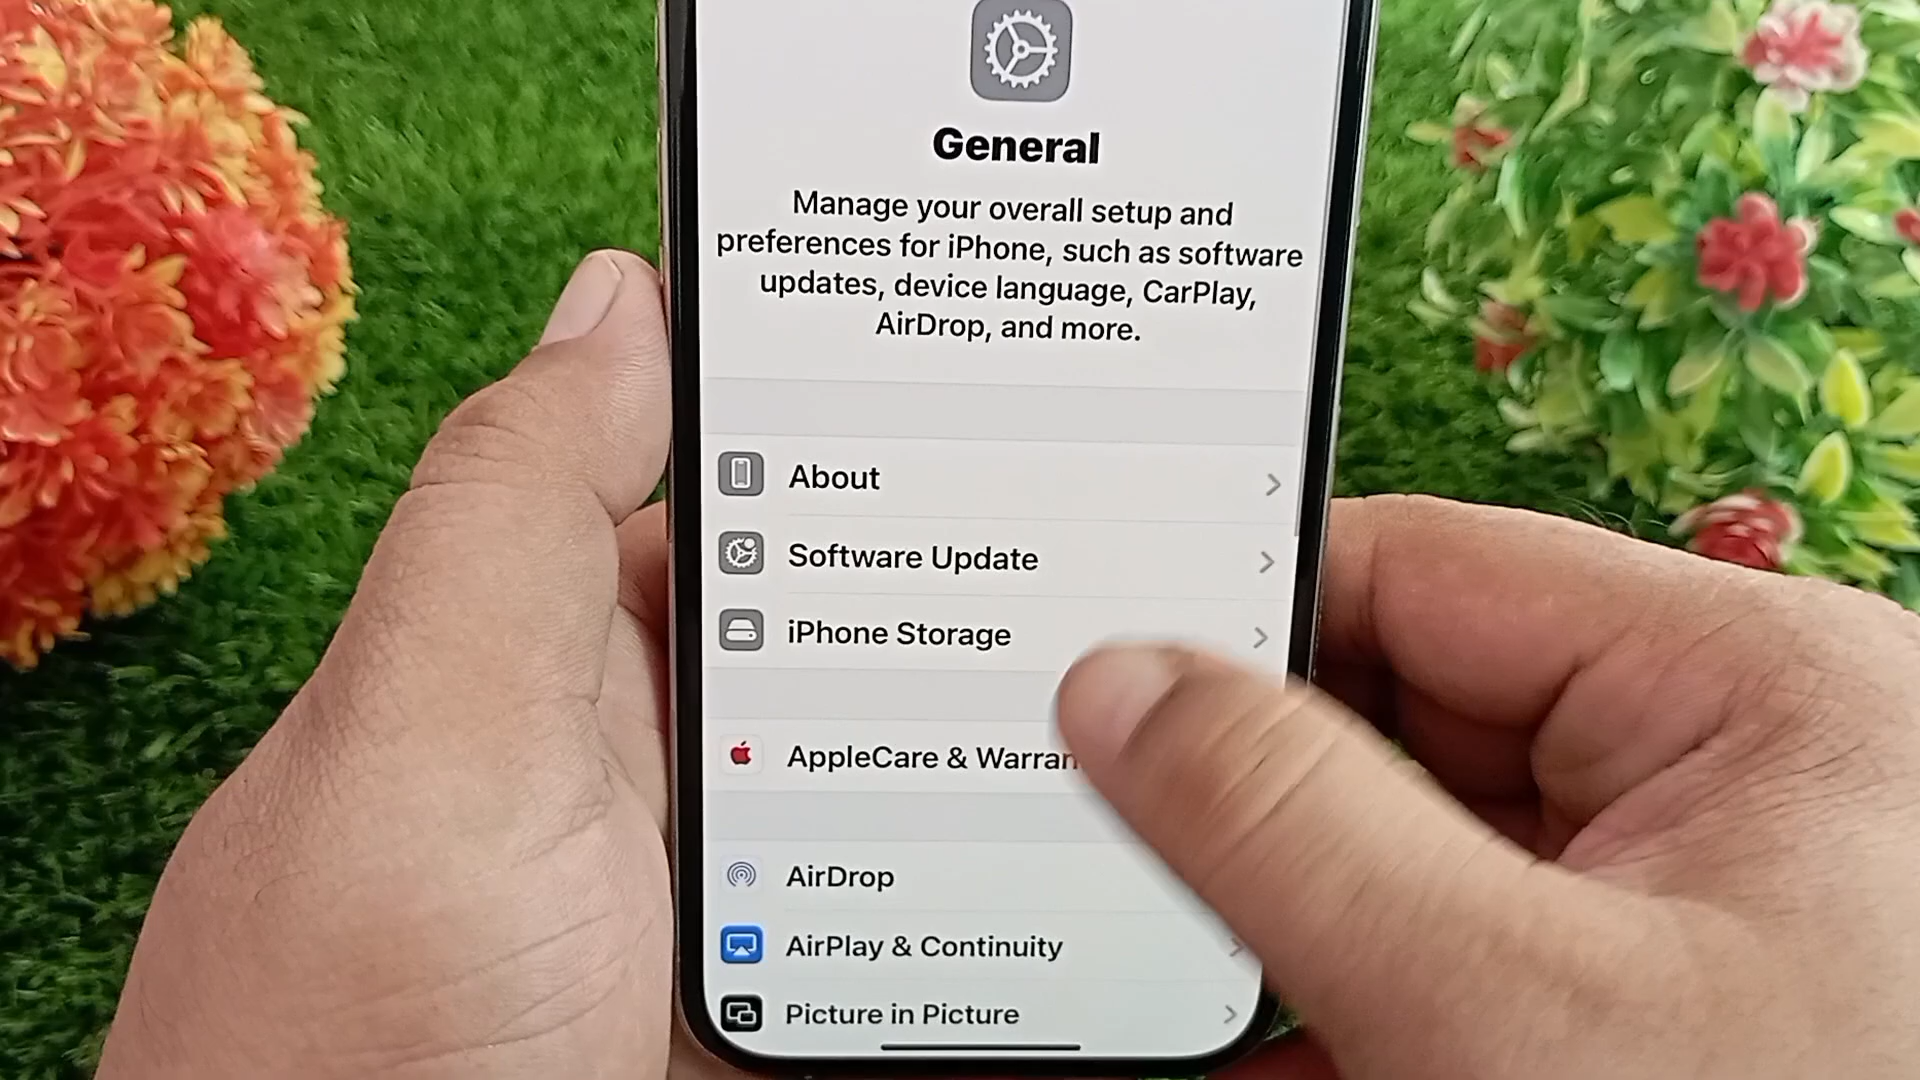 General
Manage your overall setup and
preferences for iPhone, such as software
updates, device language, CarPlay,
AirDrop, and more.
About
Software Update
iPhone Storage
AppleCare &
AirDrop
AirPlay & Continuity
Picture in Picture